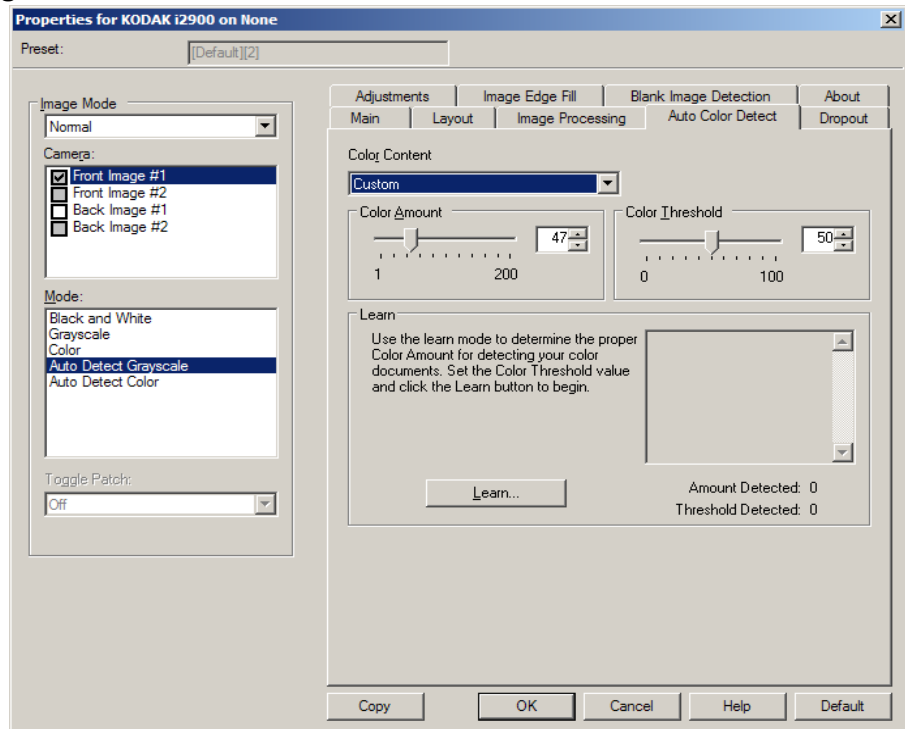 Properties for KODAK i2900 on None
Preset:
[Default][2]
Image Mode
Normal
Camera:
Front Image #1
Front Image #2
Back Image #1
Back Image #2
Mode:
Black and White
Grayscale
Color
Auto Detect Grayscale
Auto Detect Color
Toggle Patch:
Off
Adjustments
Image Edge Fill
Blank Image Detection
About
Main
Layout
Image Processing
Auto Color Detect
Dropout
Color Content
Custom
Color Amount
47
1
200
Color Threshold
50
0
100
Learn
Use the learn mode to determine the proper
Color Amount for detecting your color
documents. Set the Color Threshold value
and click the Learn button to begin.
Learn...
Amount Detected: 0
Threshold Detected: 0
Copy
OK
Cancel
Help
Default